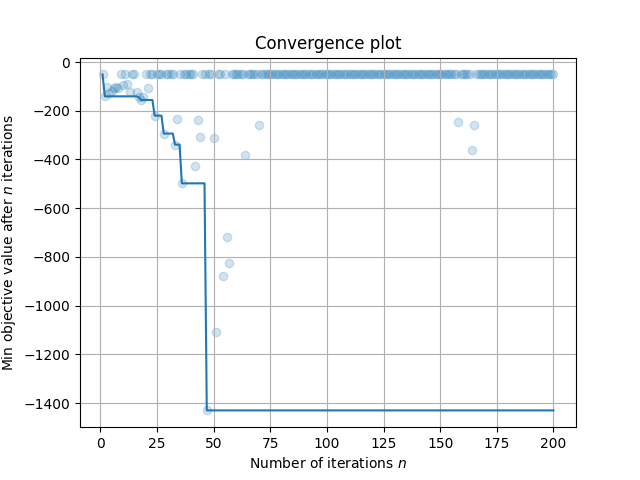 Convergence plot
Min objective value after n iterations
0
−200
−400
−600
−800
−1000
−1200
−1400
0 25 50 75 100 125 150 175 200
Number of iterations n